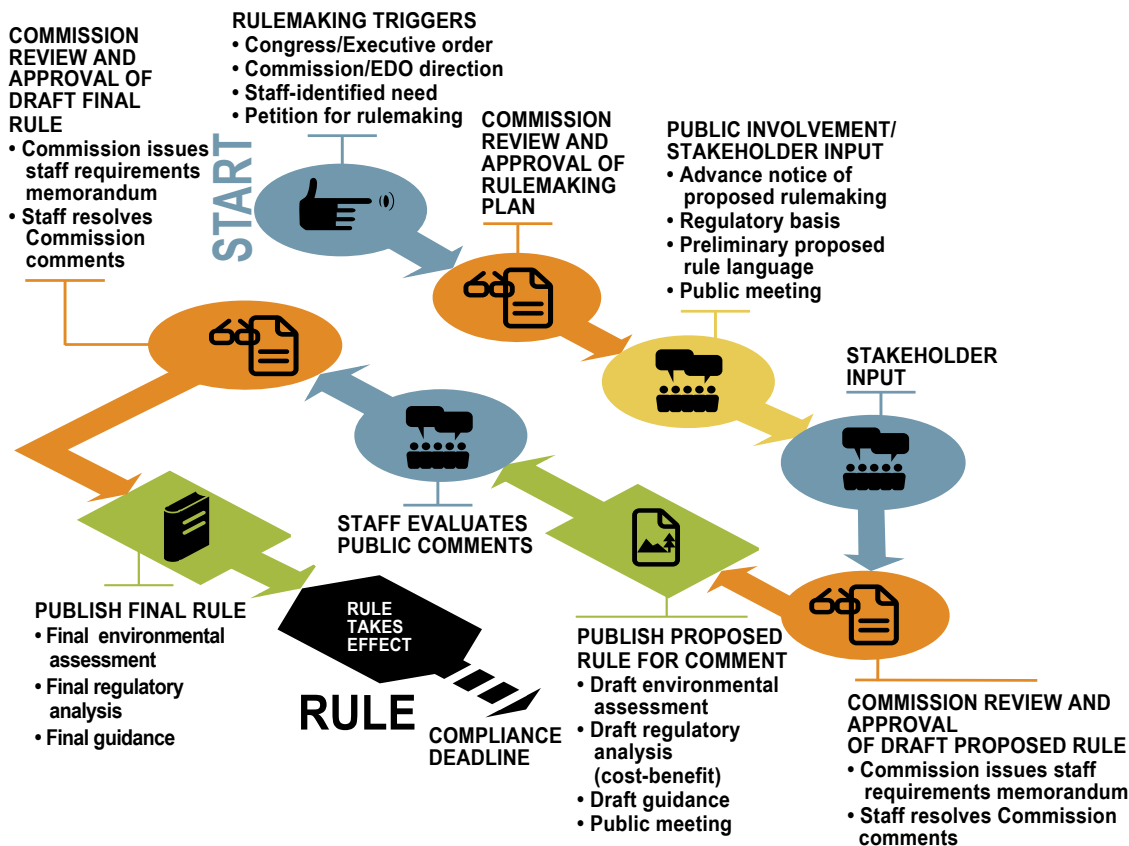 START
RULEMAKING TRIGGERS
• Congress/Executive order
• Commission/EDO direction
• Staff-identified need
• Petition for rulemaking
COMMISSION
REVIEW AND
APPROVAL OF
RULEMAKING
PLAN
PUBLIC INVOLVEMENT/
STAKEHOLDER INPUT
• Advance notice of
proposed rulemaking
• Regulatory basis
• Preliminary proposed
rule language
• Public meeting
STAKEHOLDER
INPUT
COMMISSION REVIEW AND
APPROVAL
OF DRAFT PROPOSED RULE
• Commission issues staff
requirements memorandum
• Staff resolves Commission
comments
PUBLISH PROPOSED
RULE FOR COMMENT
• Draft environmental
assessment
• Draft regulatory
analysis
(cost-benefit)
• Draft guidance
• Public meeting
STAFF EVALUATES
PUBLIC COMMENTS
COMMISSION
REVIEW AND
APPROVAL OF
DRAFT FINAL
RULE
• Commission issues
staff requirements
memorandum
• Staff resolves
Commission
comments
PUBLISH FINAL RULE
• Final environmental
assessment
• Final regulatory
analysis
• Final guidance
RULE
TAKES
EFFECT
RULE
COMPLIANCE
DEADLINE